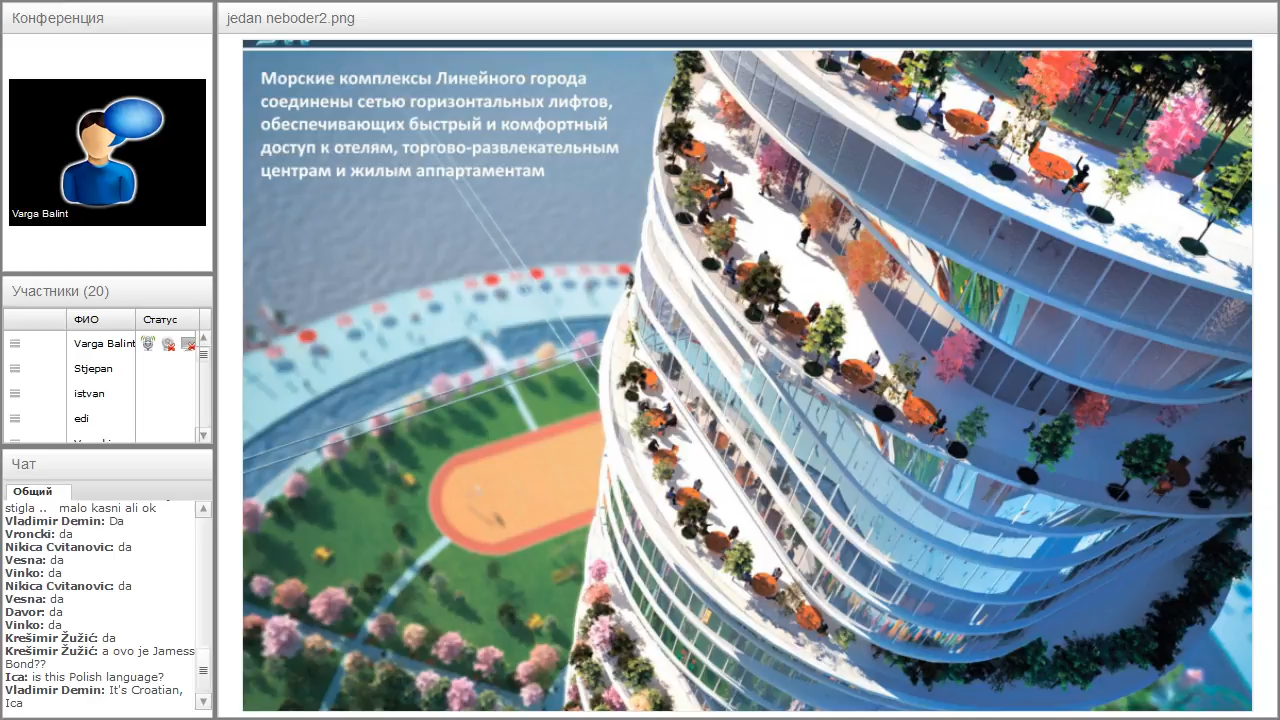 Конференция
Varga Balint
Участники (20)
ФИО
Статус
Varga Balint
Stjepan
istvan
edi
Чат
Общий
stigla .. malo kasni ali ok
Vladimir Demin: Da
Vroncki: da
Nikica Cvitanovic: da
Vesna: da
Vinko: da
Nikica Cvitanovic: da
Vesna: da
Davor: da
Vinko: da
Krešimir Žužić: da
Krešimir Žužić: a ovo je Jamess
Bond??
Ica: is this Polish language?
Vladimir Demin: It's Croatian,
Ica
jedan neboder2.png
Морские комплексы Линейного города
соединены сетью горизонтальных лифтов,
обеспечивающих быстрый и комфортный
доступ к отелям, торгово-развлекательным
центрам и жилым аппартаментам